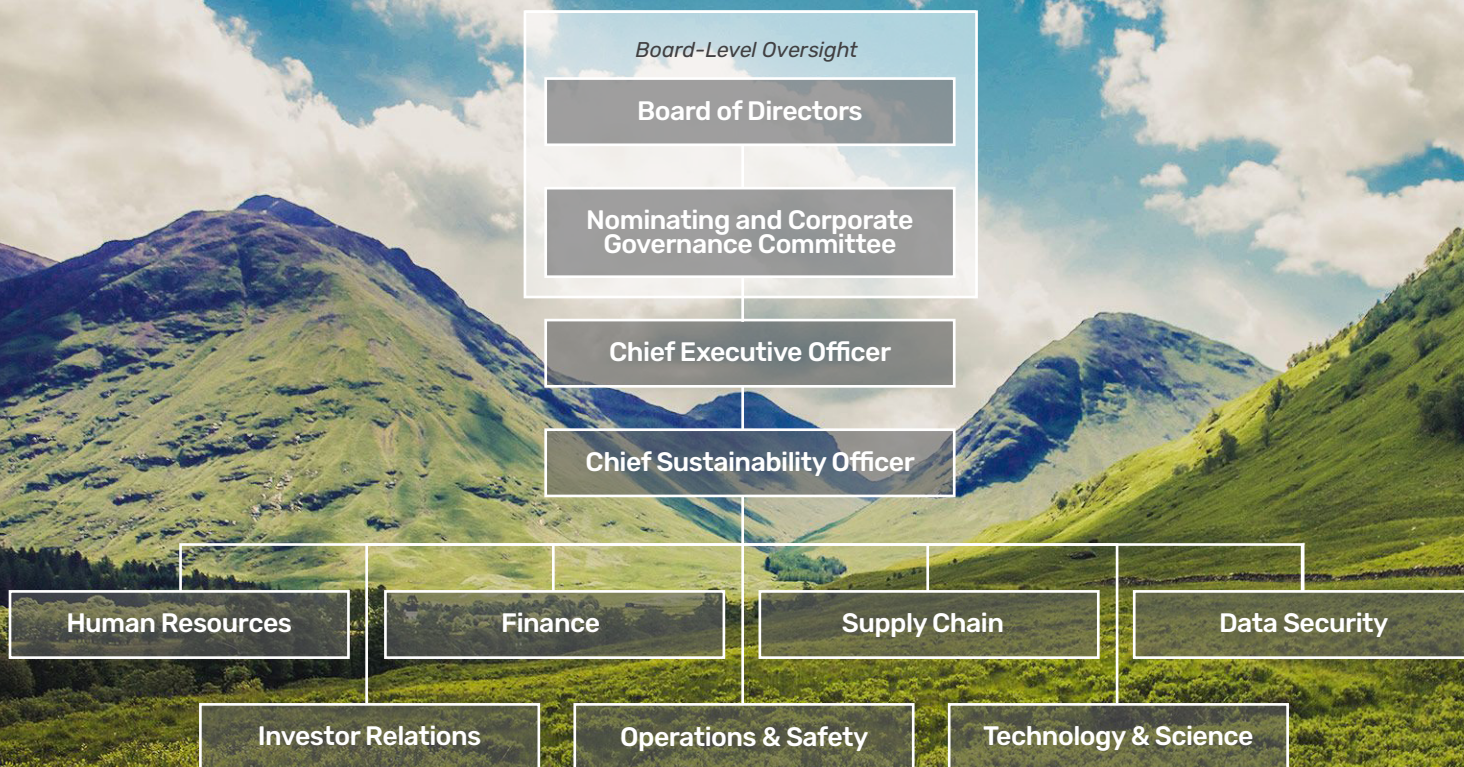 Board-Level Oversight
Board of Directors
Nominating and Corporate
Governance Committee
Chief Executive Officer
Chief Sustainability Officer
Human Resources
Finance
Supply Chain
Data Security
Investor Relations
Operations & Safety
Technology & Science